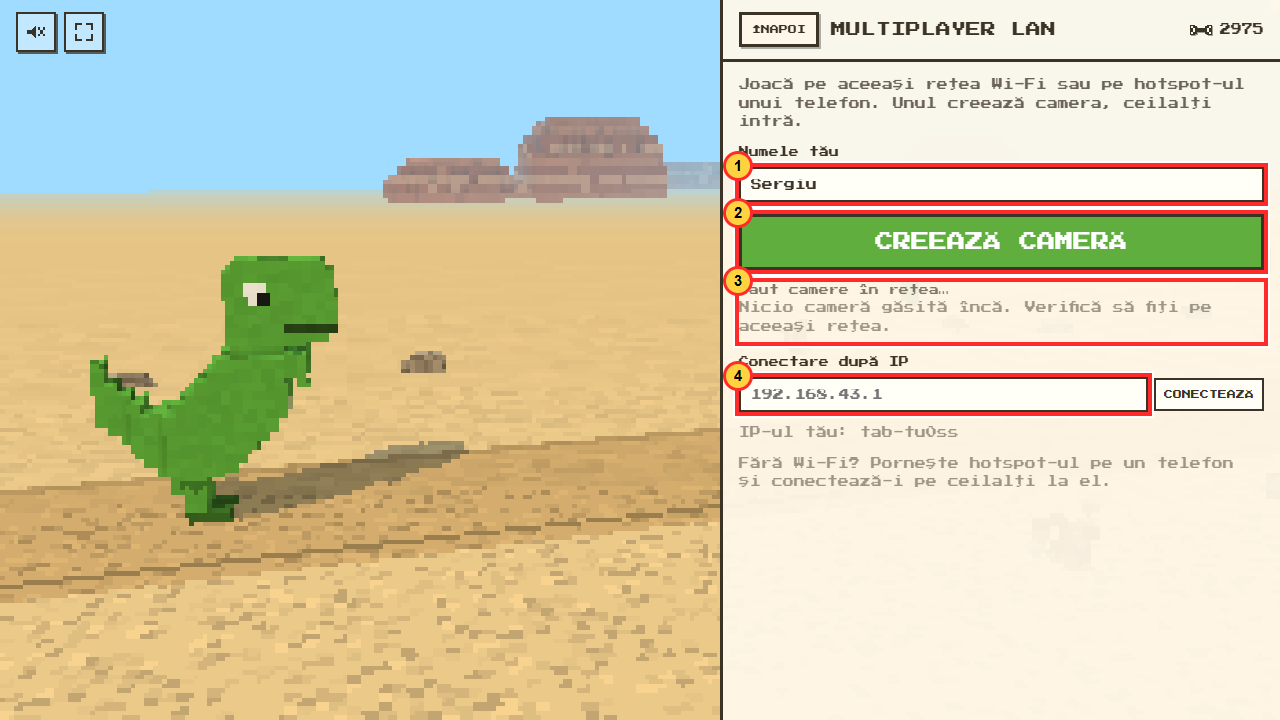 ↥NAPOI
MULTIPLAYER LAN
2975
Joacă pe aceeași rețea Wi-Fi sau pe hotspot-ul
unui telefon. Unul creează camera, ceilalți
intră.
Numele tău
1
Sergiu
2
CREEAZĂ CAMERĂ
3
aut camere în rețea…
Nicio cameră găsită încă. Verifică să fiți pe
aceeași rețea.
Conectare după IP
4
192.168.43.1
CONECTEAZĂ
IP-ul tău: tab-tu0ss
Fără Wi-Fi? Pornește hotspot-ul pe un telefon
și conectează-i pe ceilalți la el.